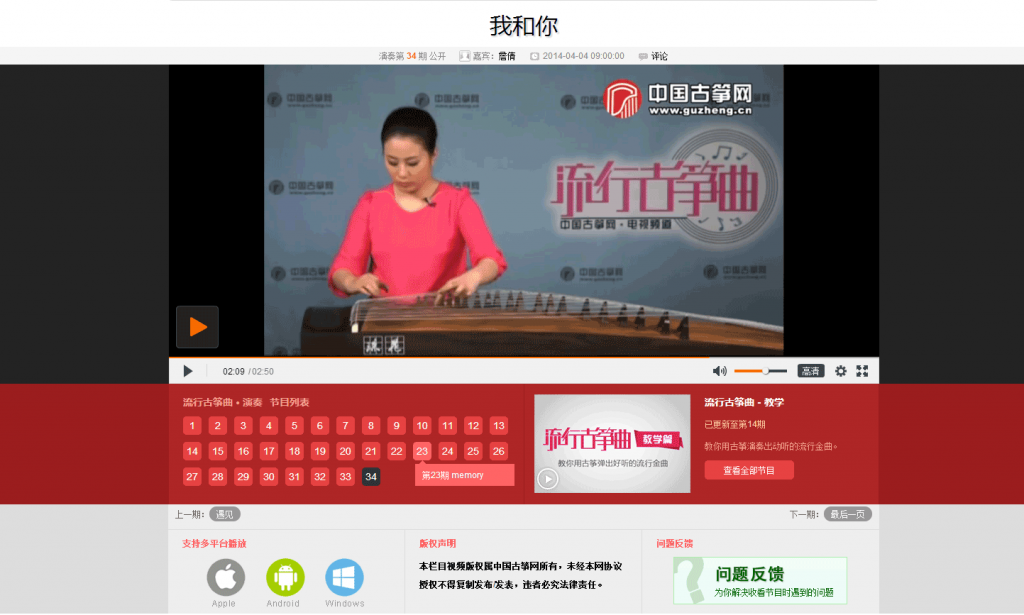 我和你
演奏第 34 期 公开 嘉宾：詹倩 2014-04-04 09:00:00 评论
中国古筝网
www.guzheng.cn
流行古筝曲
中国古筝网·电视频道
02:09 / 02:50 高清
流行古筝曲 • 演奏 节目列表
1 2 3 4 5 6 7 8 9 10 11 12 13
14 15 16 17 18 19 20 21 22 23 24 25 26
27 28 29 30 31 32 33 34
第23期 memory
流行古筝曲 教学篇
教你用古筝弹出好听的流行金曲
流行古筝曲 - 教学
已更新至第14期
教你用古筝演奏出动听的流行金曲。
查看全部节目
上一期： 遇见
下一期： 最后一页
支持多平台播放
Apple Android Windows
版权声明
本栏目视频版权属中国古筝网所有，未经本网协议
授权不得复制发布/发表，违者必究法律责任。
问题反馈
问题反馈
为你解决收看节目时遇到的问题